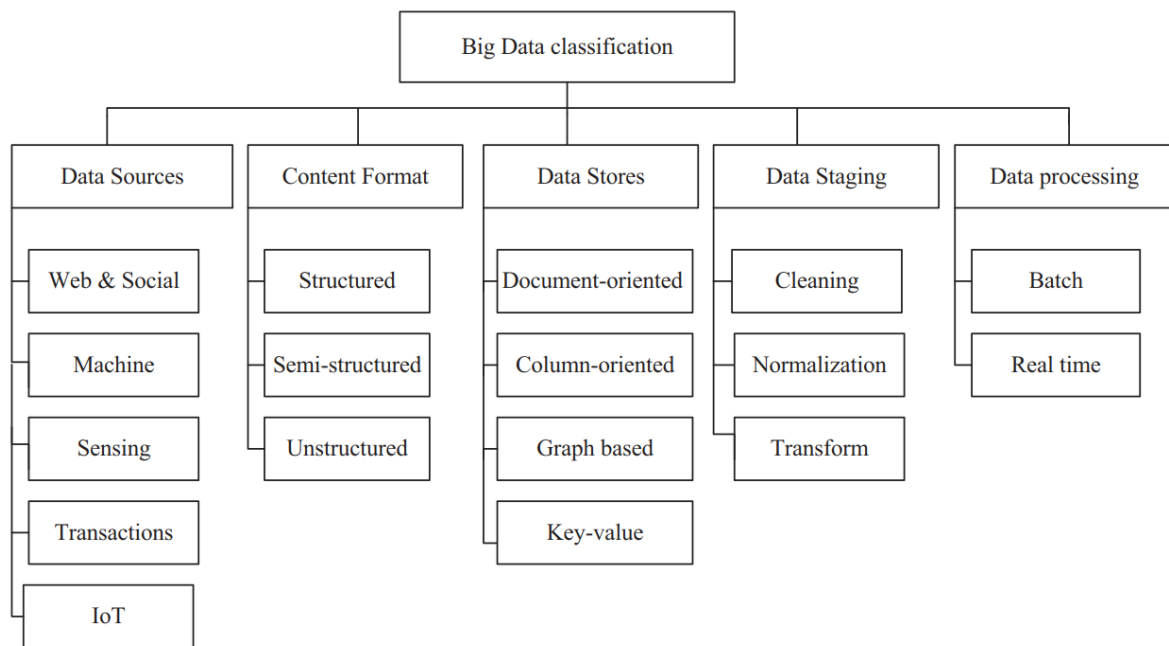 Big Data classification
Data Sources
Content Format
Data Stores
Data Staging
Data processing
Web & Social
Structured
Document-oriented
Cleaning
Batch
Machine
Semi-structured
Column-oriented
Normalization
Real time
Sensing
Unstructured
Graph based
Transform
Transactions
Key-value
IoT